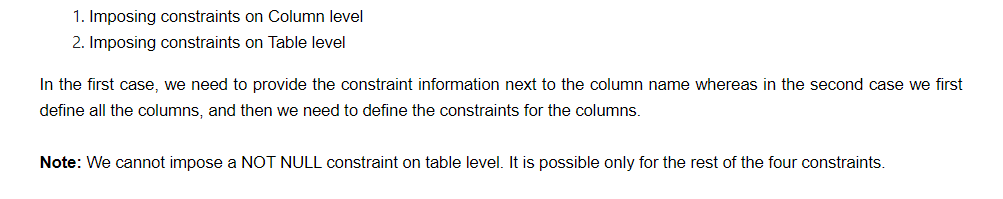 1. Imposing constraints on Column level
2. Imposing constraints on Table level
In the first case, we need to provide the constraint information next to the column name whereas in the second case we first
define all the columns, and then we need to define the constraints for the columns.
Note: We cannot impose a NOT NULL constraint on table level. It is possible only for the rest of the four constraints.